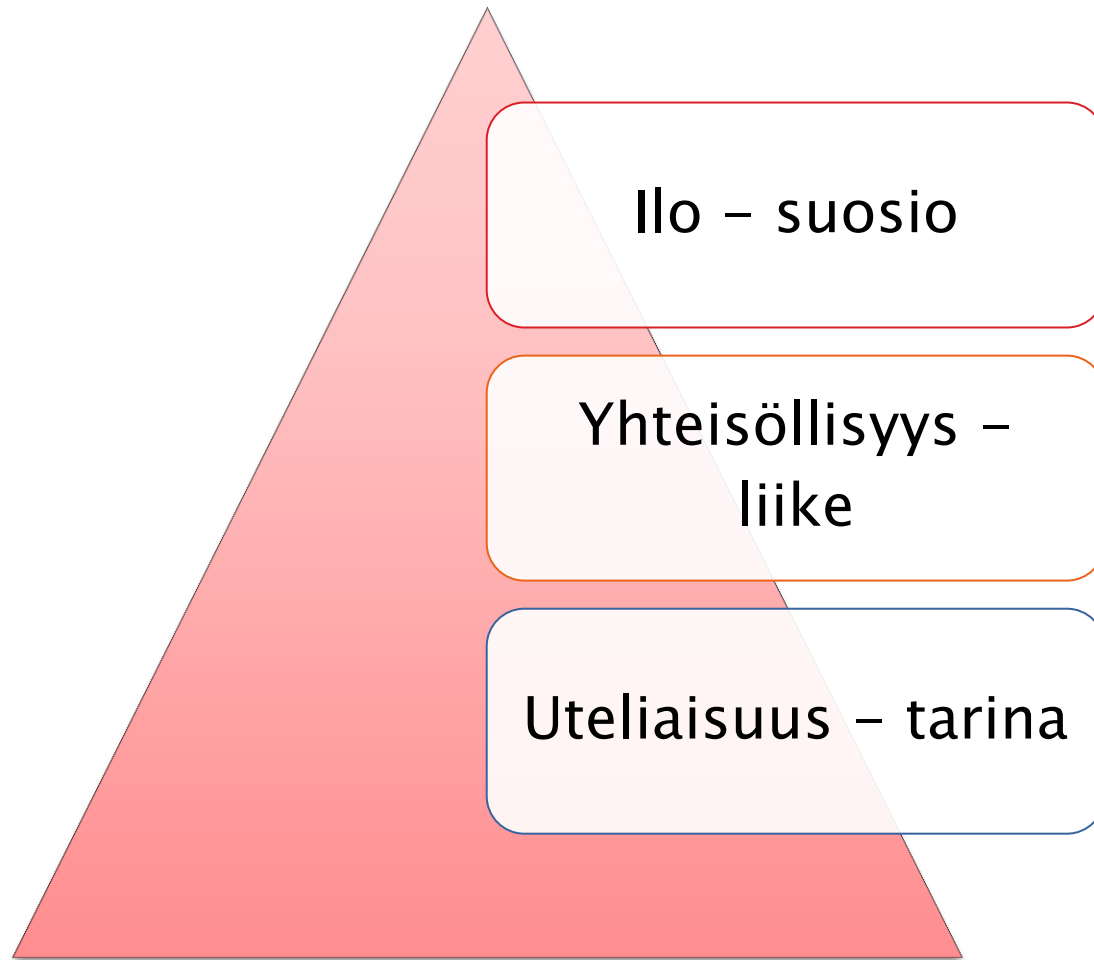 Ilo – suosio
Yhteisöllisyys –
liike
Uteliaisuus – tarina